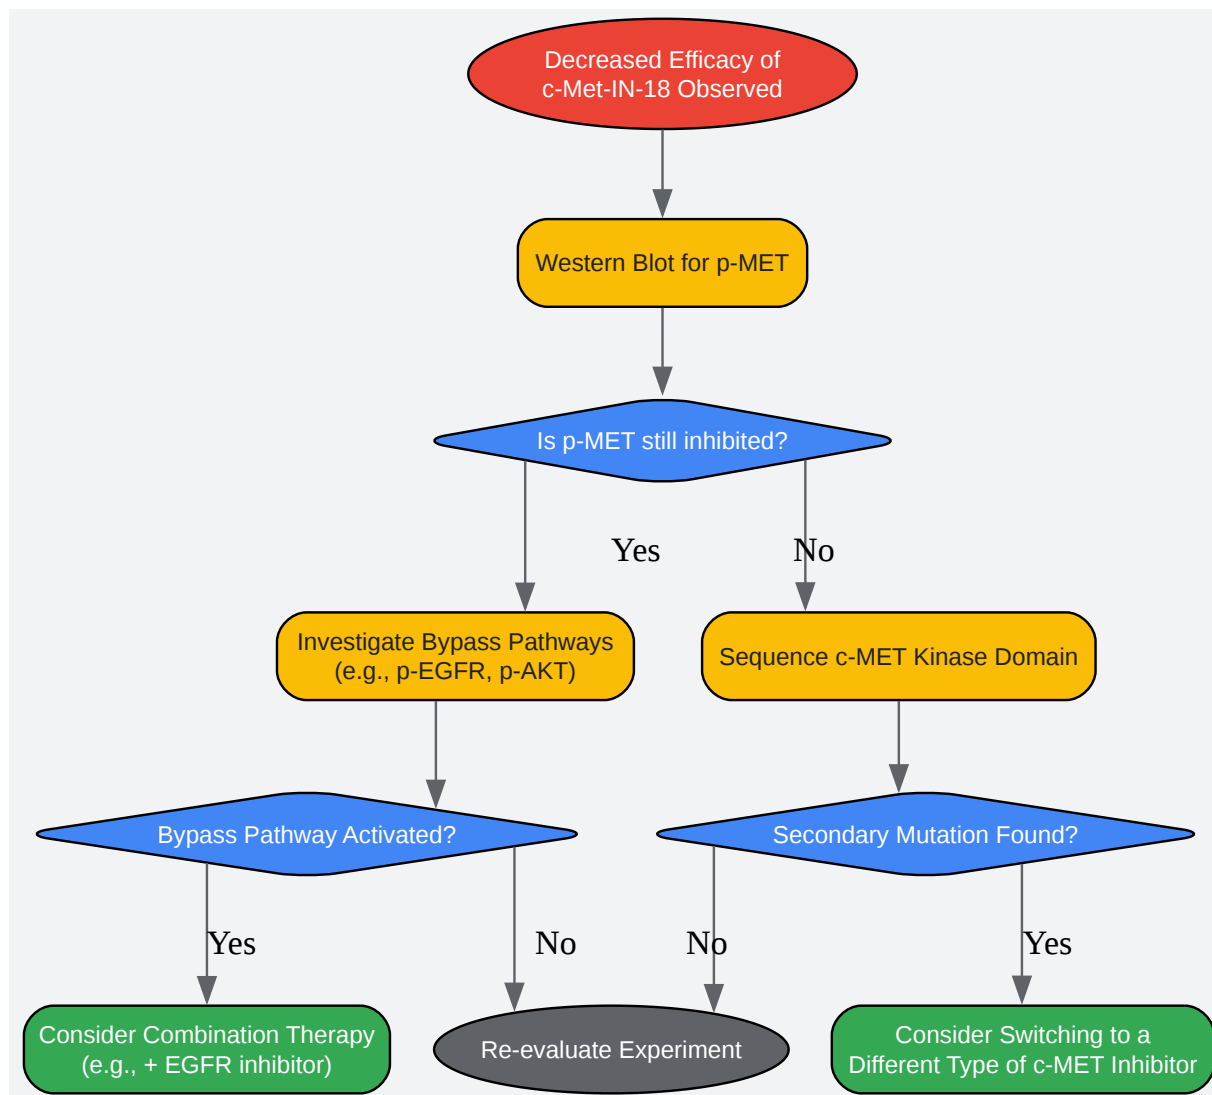 Decreased Efficacy of
c-Met-IN-18 Observed
Western Blot for p-MET
Is p-MET still inhibited?
Yes
No
Investigate Bypass Pathways
(e.g., p-EGFR, p-AKT)
Sequence c-MET Kinase Domain
Bypass Pathway Activated?
Secondary Mutation Found?
Yes
No
No
Yes
Consider Combination Therapy
(e.g., + EGFR inhibitor)
Re-evaluate Experiment
Consider Switching to a
Different Type of c-MET Inhibitor